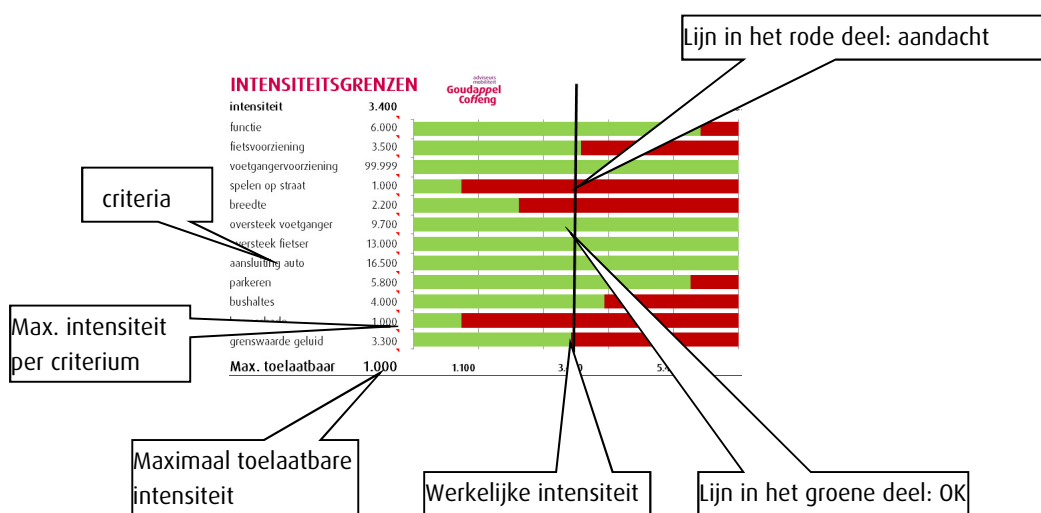 Lijn in het rode deel: aandacht
INTENSITEITSGRENZEN
adviseurs
mobiliteit
Goudappel
Coffeng
intensiteit 3.400
functie 6.000
fietsvoorziening 3.500
voetgangervoorziening 99.999
spelen op straat 1.000
breedte 2.200
oversteek voetganger 9.700
oversteek fietser 13.000
aansluiting auto 16.500
parkeren 5.800
bushaltes 4.000
1.000
grenswaarde geluid 3.300
Max. toelaatbaar 1.000 1.100
criteria
Max. intensiteit
per criterium
Maximaal toelaatbare
intensiteit
Werkelijke intensiteit
Lijn in het groene deel: OK